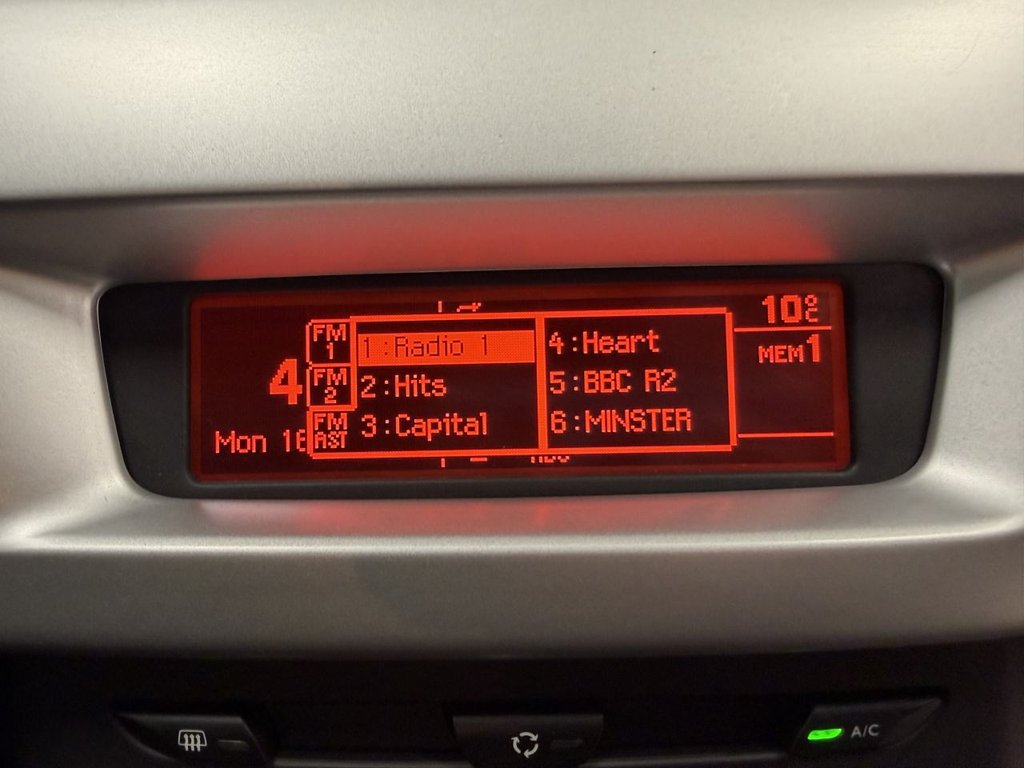 10°C
FM 1
1:Radio 1
4:Heart
MEM1
4
FM 2
2:Hits
5:BBC R2
FM AST
3:Capital
6:MINSTER
Mon
A/C